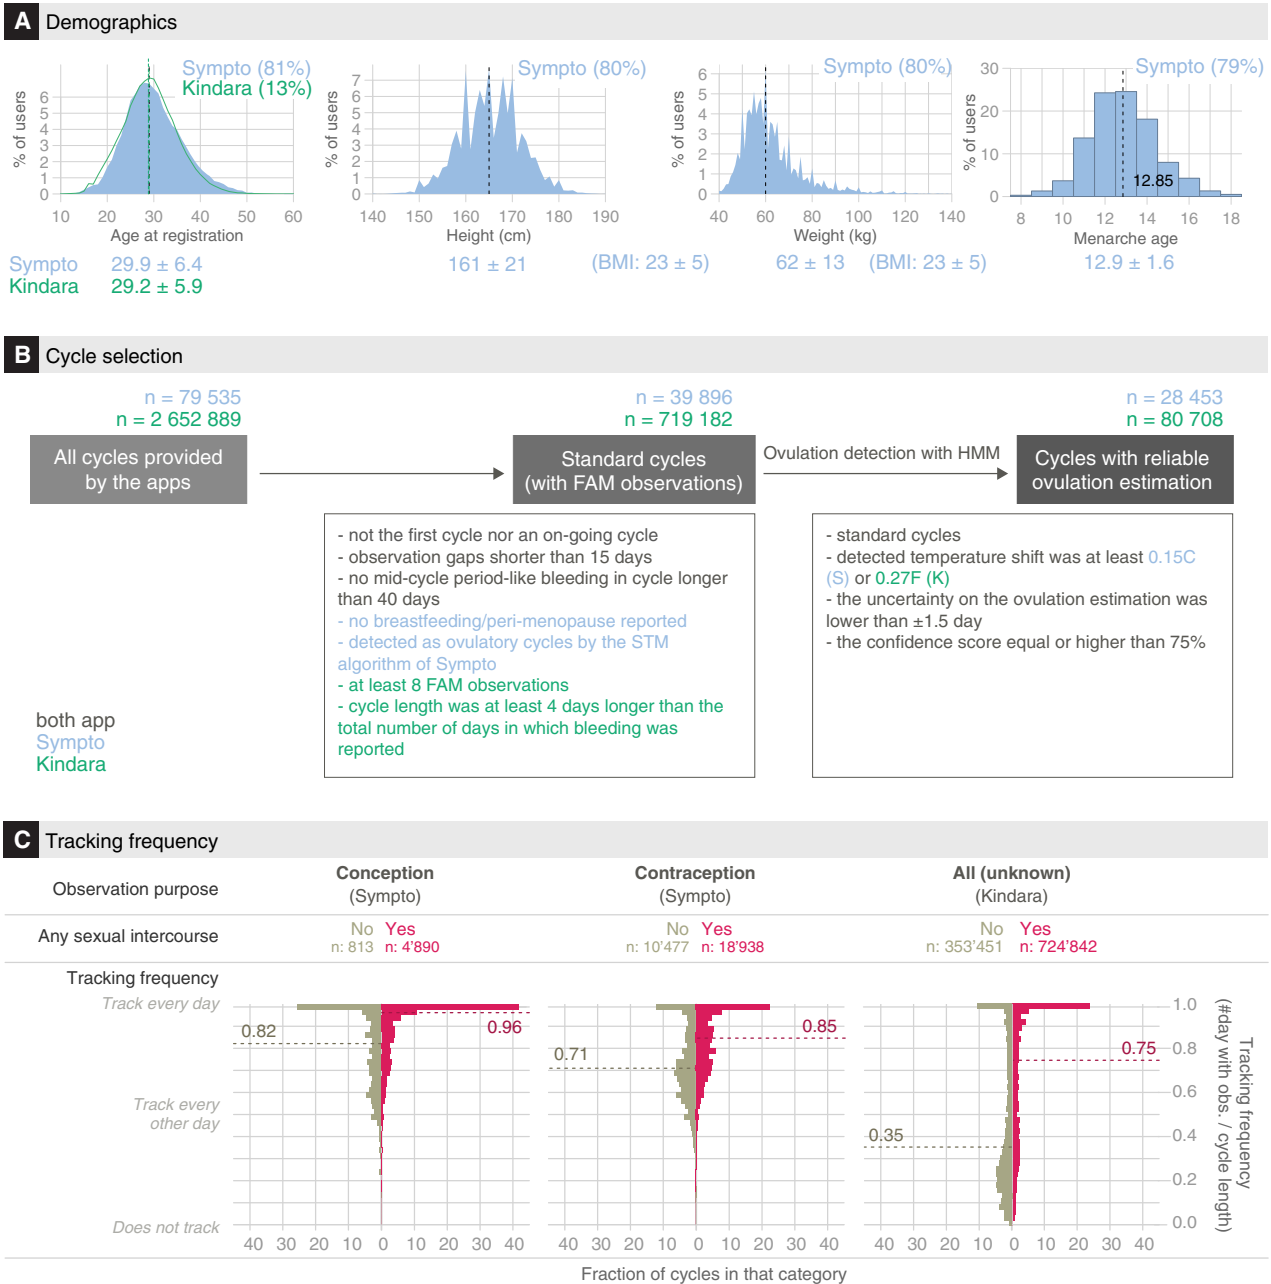 A Demographics
Sympto (81%)
Kindara (13%)
% of users
6
5
4
3
2
1
0
10 20 30 40 50 60
Age at registration
Sympto 29.9 ± 6.4
Kindara 29.2 ± 5.9
Sympto (80%)
% of users
7
6
5
4
3
2
1
0
140 150 160 170 180 190
Height (cm)
161 ± 21 (BMI: 23 ± 5)
Sympto (80%)
% of users
6
5
4
3
2
1
0
40 60 80 100 120 140
Weight (kg)
62 ± 13 (BMI: 23 ± 5)
Sympto (79%)
% of users
30
20
10
0
12.85
8 10 12 14 16 18
Menarche age
12.9 ± 1.6
B Cycle selection
n = 79 535
n = 2 652 889
All cycles provided
by the apps
n = 39 896
n = 719 182
Standard cycles
(with FAM observations)
Ovulation detection with HMM
n = 28 453
n = 80 708
Cycles with reliable
ovulation estimation
- not the first cycle nor an on-going cycle
- observation gaps shorter than 15 days
- no mid-cycle period-like bleeding in cycle longer
than 40 days
- no breastfeeding/peri-menopause reported
- detected as ovulatory cycles by the STM
algorithm of Sympto
- at least 8 FAM observations
- cycle length was at least 4 days longer than the
total number of days in which bleeding was
reported
- standard cycles
- detected temperature shift was at least 0.15C
(S) or 0.27F (K)
- the uncertainty on the ovulation estimation was
lower than ±1.5 day
- the confidence score equal or higher than 75%
both app
Sympto
Kindara
C Tracking frequency
Observation purpose
Conception
(Sympto)
Contraception
(Sympto)
All (unknown)
(Kindara)
Any sexual intercourse
No Yes
n: 813 n: 4'890
No Yes
n: 10'477 n: 18'938
No Yes
n: 353'451 n: 724'842
Tracking frequency
Track every day
Track every
other day
Does not track
0.82
0.96
0.71
0.85
0.35
0.75
1.0
0.8
0.6
0.4
0.2
0.0
Tracking frequency
(#day with obs. / cycle length)
40 30 20 10 0 10 20 30 40
40 30 20 10 0 10 20 30 40
40 30 20 10 0 10 20 30 40
Fraction of cycles in that category